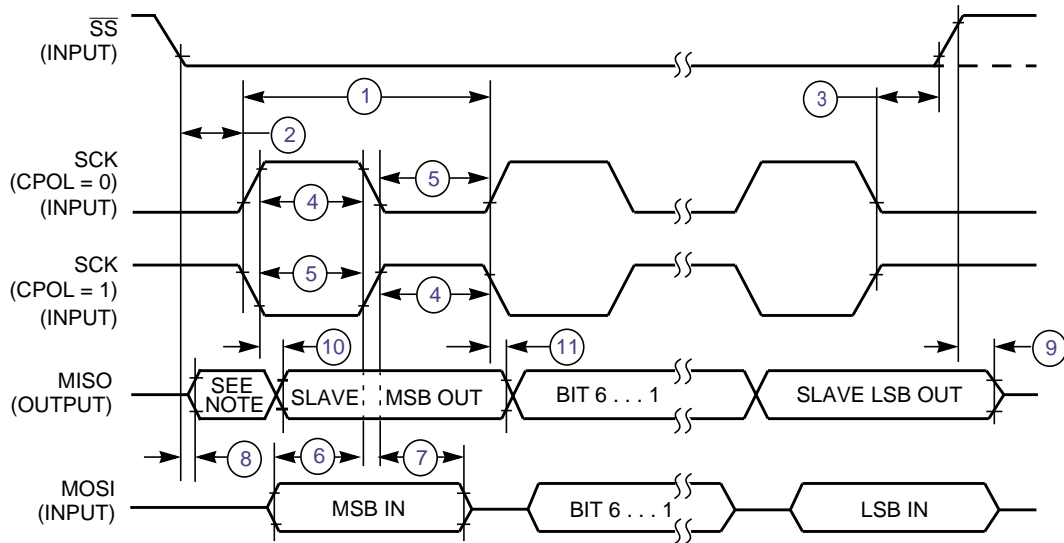 SS
(INPUT)
1
3
2
SCK
(CPOL = 0)
(INPUT)
5
4
SCK
(CPOL = 1)
(INPUT)
5
4
10
11
9
MISO
(OUTPUT)
SEE
NOTE
SLAVE
MSB OUT
BIT 6 . . . 1
SLAVE LSB OUT
8
6
7
MOSI
(INPUT)
MSB IN
BIT 6 . . . 1
LSB IN